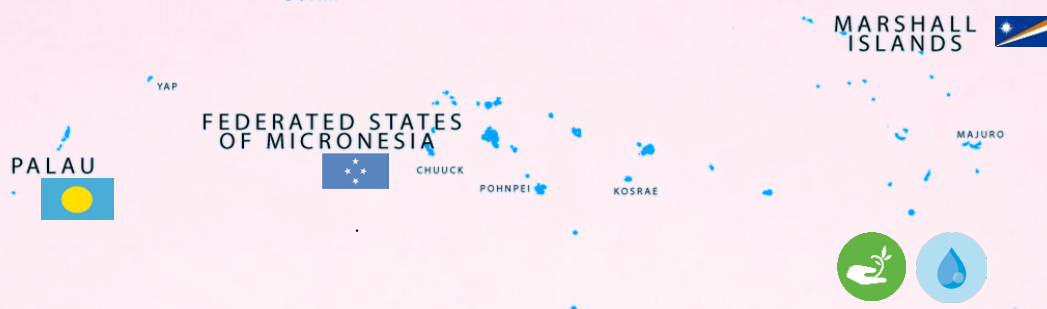 MARSHALL
ISLANDS
YAP
FEDERATED STATES
OF MICRONESIA
MAJURO
PALAU
CHUUCK
POHNPEI
KOSRAE